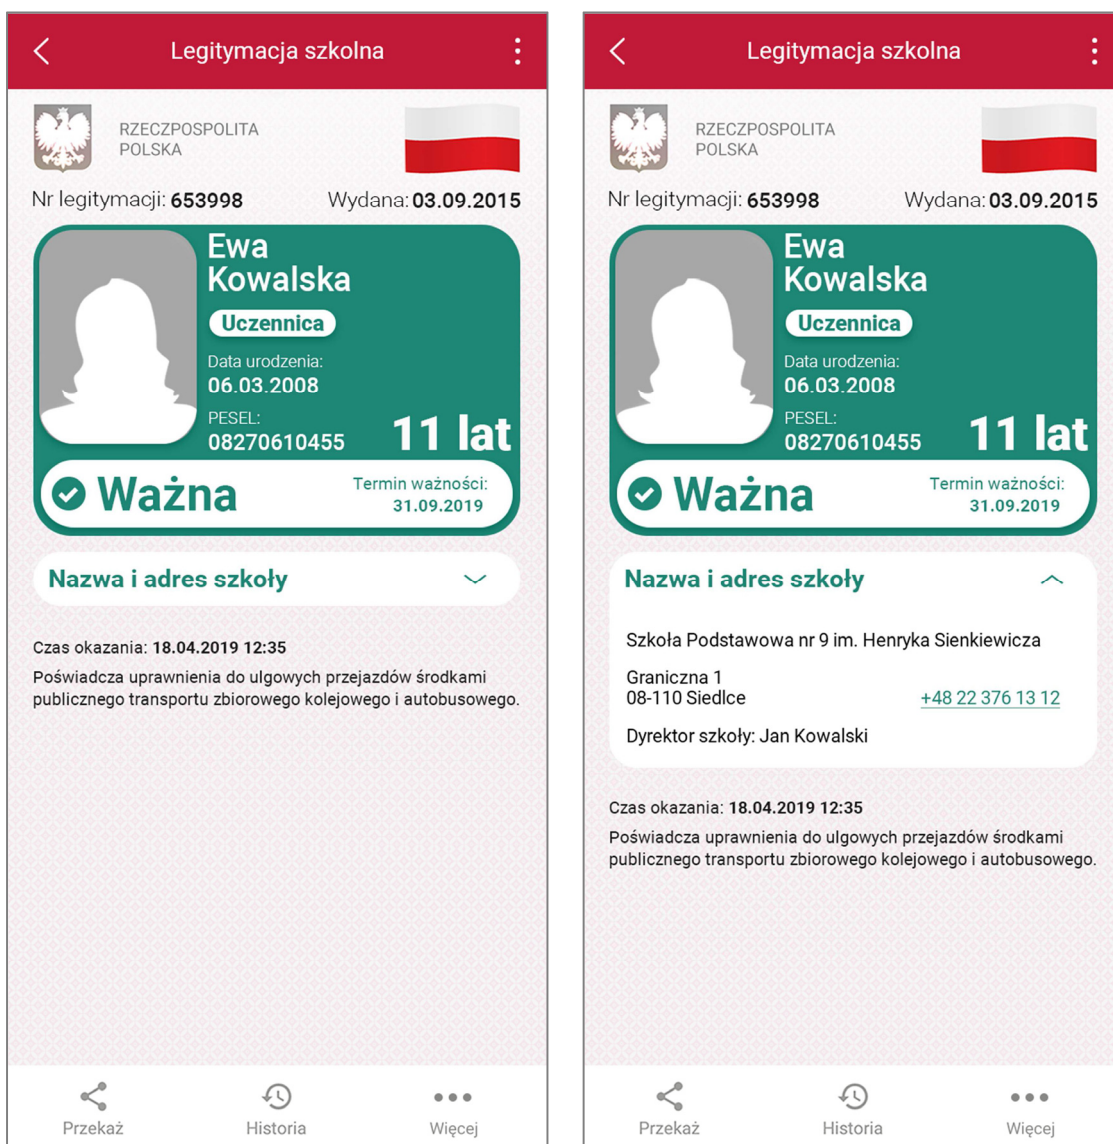 Legitymacja szkolna
RZECZPOSPOLITA
POLSKA
Nr legitymacji: 653998 Wydana: 03.09.2015
Ewa
Kowalska
Uczennica
Data urodzenia:
06.03.2008
PESEL:
08270610455
11 lat
Ważna
Termin ważności:
31.09.2019
Nazwa i adres szkoły
Czas okazania: 18.04.2019 12:35
Poświadcza uprawnienia do ulgowych przejazdów środkami
publicznego transportu zbiorowego kolejowego i autobusowego.
Przekaż Historia Więcej
Legitymacja szkolna
RZECZPOSPOLITA
POLSKA
Nr legitymacji: 653998 Wydana: 03.09.2015
Ewa
Kowalska
Uczennica
Data urodzenia:
06.03.2008
PESEL:
08270610455
11 lat
Ważna
Termin ważności:
31.09.2019
Nazwa i adres szkoły
Szkoła Podstawowa nr 9 im. Henryka Sienkiewicza
Graniczna 1
08-110 Siedlce +48 22 376 13 12
Dyrektor szkoły: Jan Kowalski
Czas okazania: 18.04.2019 12:35
Poświadcza uprawnienia do ulgowych przejazdów środkami
publicznego transportu zbiorowego kolejowego i autobusowego.
Przekaż Historia Więcej